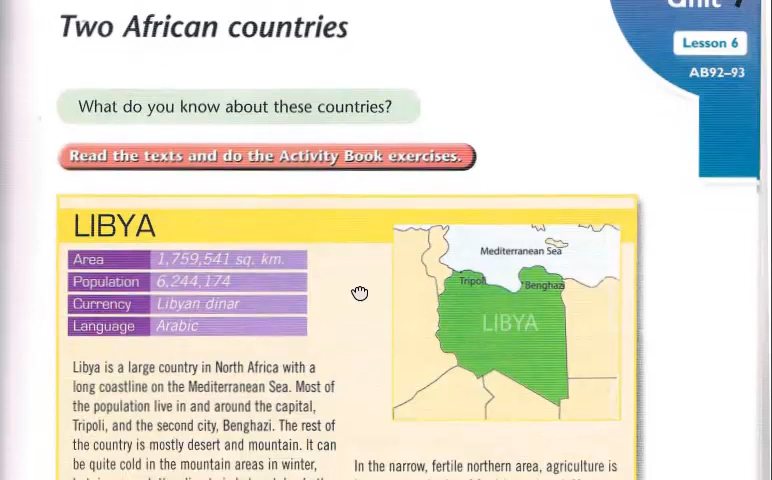 Two African countries
Lesson 6
AB92–93
What do you know about these countries?
Read the texts and do the Activity Book exercises.
LIBYA
Area 1,759,541 sq. km.
Population 6,244,174
Currency Libyan dinar
Language Arabic
Mediterranean Sea
Tripoli
Benghazi
LIBYA
Libya is a large country in North Africa with a
long coastline on the Mediterranean Sea. Most of
the population live in and around the capital,
Tripoli, and the second city, Benghazi. The rest of
the country is mostly desert and mountain. It can
be quite cold in the mountain areas in winter,
In the narrow, fertile northern area, agriculture is